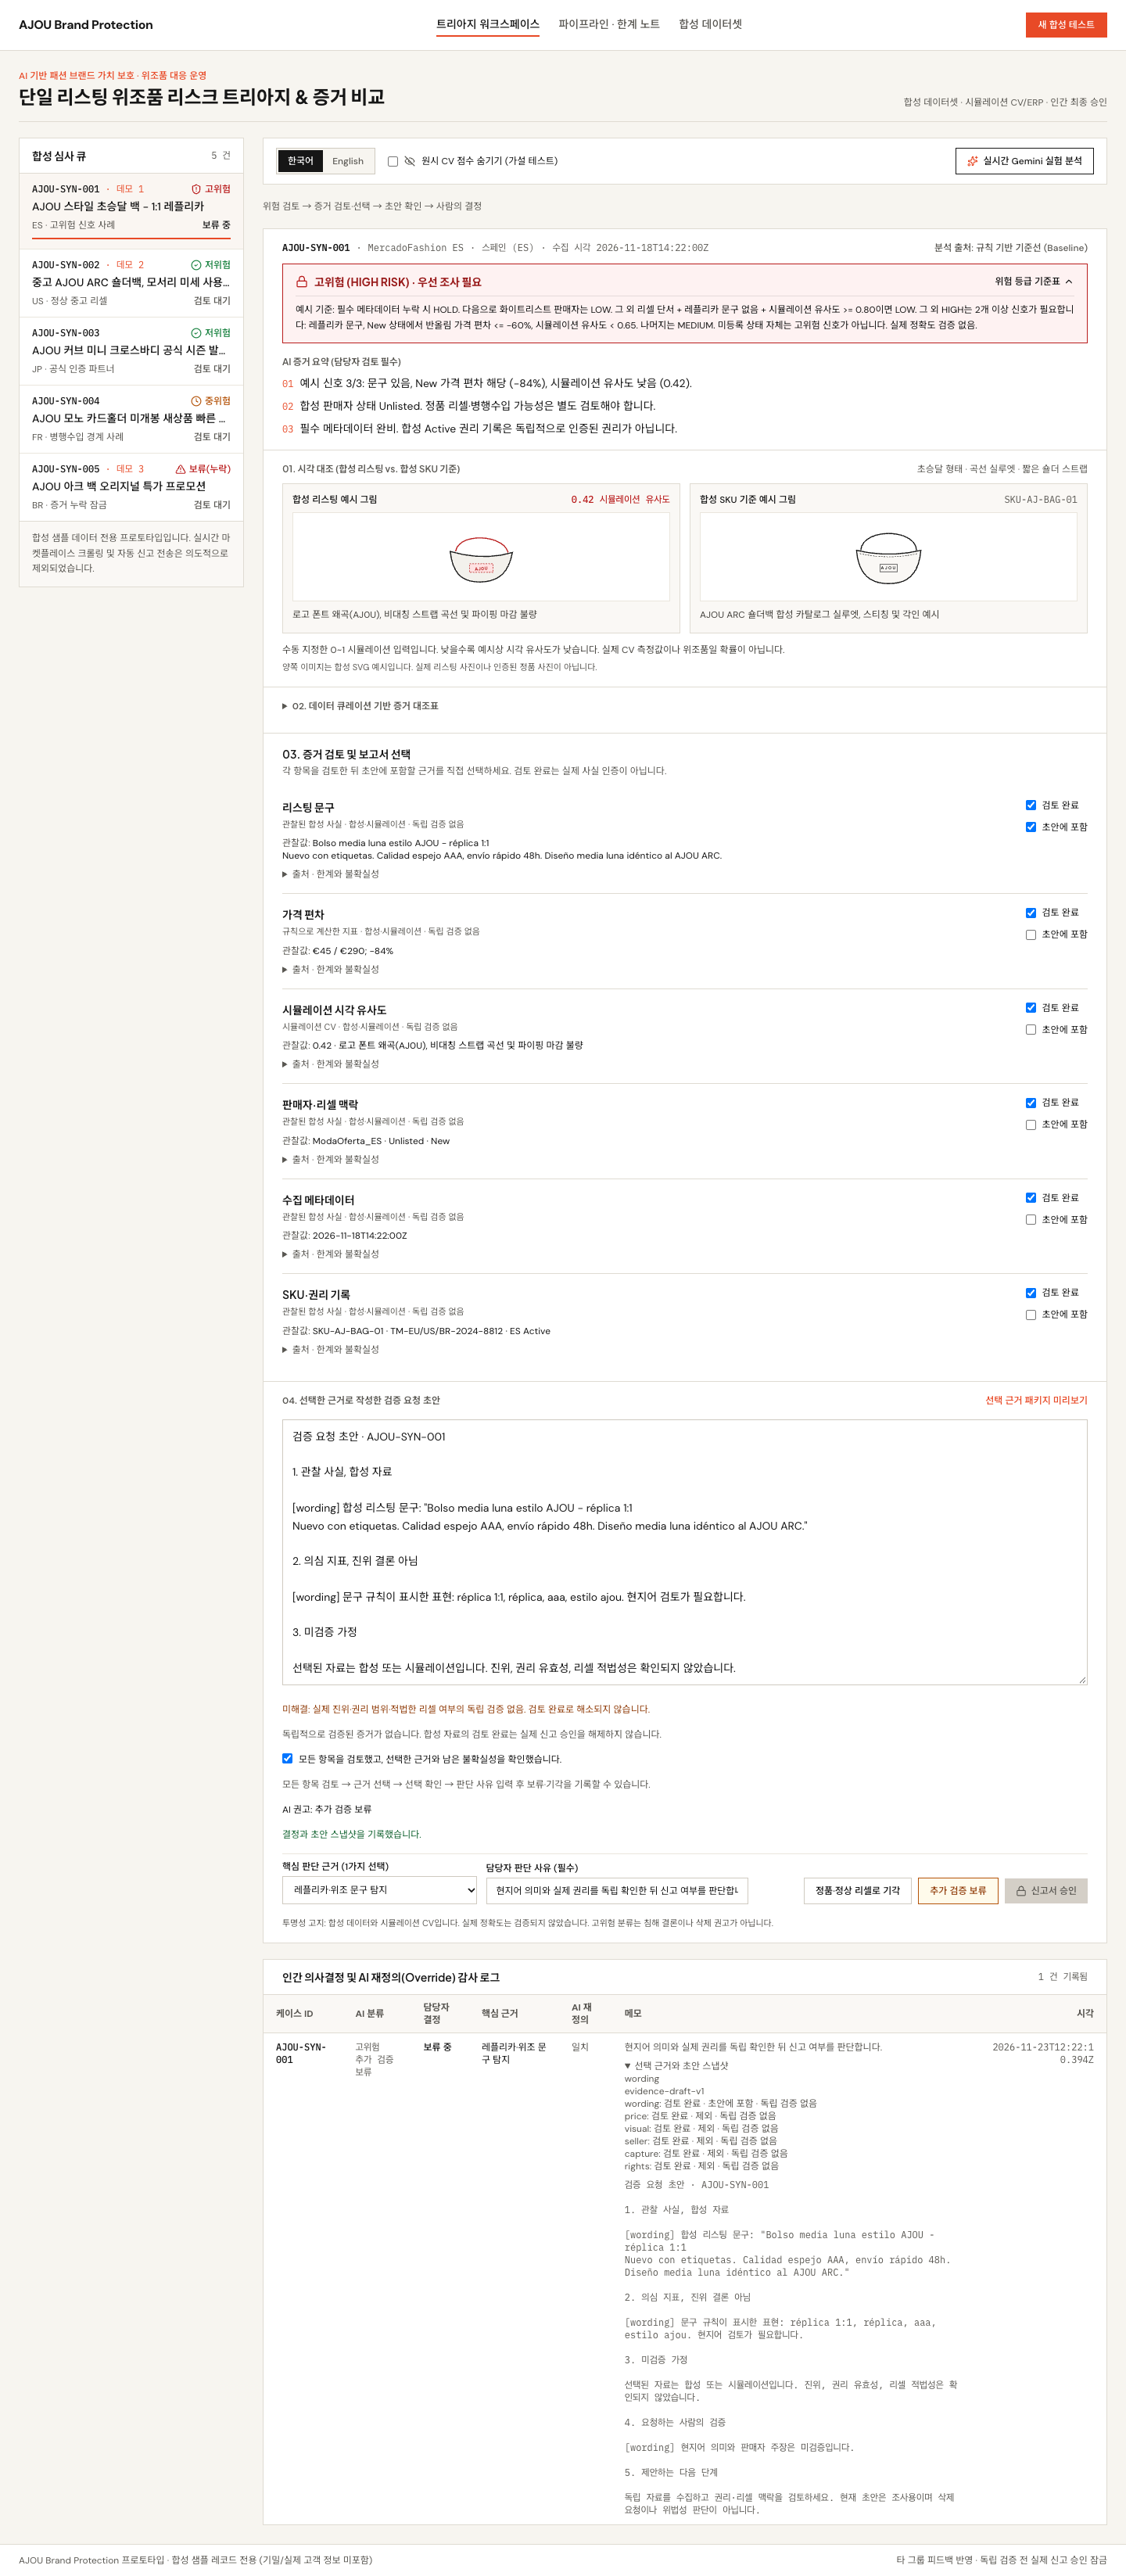 AJOU Brand Protection
트리아지 워크스페이스
파이프라인 · 한계 노트
합성 데이터셋
새 합성 테스트
AI 기반 패션 브랜드 가치 보호 · 위조품 대응 운영
단일 리스팅 위조품 리스크 트리아지 & 증거 비교
합성 데이터셋 · 시뮬레이션 CV/ERP · 인간 최종 승인
합성 심사 큐
5 건
AJOU-SYN-001 · 데모 1
고위험
AJOU 스타일 초승달 백 - 1:1 레플리카
ES · 고위험 신호 사례
보류 중
AJOU-SYN-002 · 데모 2
저위험
중고 AJOU ARC 숄더백, 모서리 미세 사용...
US · 정상 중고 리셀
검토 대기
AJOU-SYN-003
저위험
AJOU 커브 미니 크로스바디 공식 시즌 발...
JP · 공식 인증 파트너
검토 대기
AJOU-SYN-004
중위험
AJOU 모노 카드홀더 미개봉 새상품 빠른 ...
FR · 병행수입 경계 사례
검토 대기
AJOU-SYN-005 · 데모 3
보류(누락)
AJOU 아크 백 오리지널 특가 프로모션
BR · 증거 누락 잠금
검토 대기
합성 샘플 데이터 전용 프로토타입입니다. 실시간 마
켓플레이스 크롤링 및 자동 신고 전송은 의도적으로
제외되었습니다.
한국어
English
원시 CV 점수 숨기기 (가설 테스트)
실시간 Gemini 실험 분석
위험 검토 → 증거 검토·선택 → 초안 확인 → 사람의 결정
AJOU-SYN-001 · MercadoFashion ES · 스페인 (ES) · 수집 시각 2026-11-18T14:22:00Z
분석 출처: 규칙 기반 기준선 (Baseline)
고위험 (HIGH RISK) · 우선 조사 필요
위험 등급 기준표
예시 기준: 필수 메타데이터 누락 시 HOLD. 다음으로 화이트리스트 판매자는 LOW. 그 외 리셀 단서 + 레플리카 문구 없음 + 시뮬레이션 유사도 >= 0.80이면 LOW. 그 외 HIGH는 2개 이상 신호가 필요합니
다: 레플리카 문구, New 상태에서 반올림 가격 편차 <= -60%, 시뮬레이션 유사도 < 0.65. 나머지는 MEDIUM. 미등록 상태 자체는 고위험 신호가 아닙니다. 실제 정확도 검증 없음.
AI 증거 요약 (담당자 검토 필수)
01 예시 신호 3/3: 문구 있음, New 가격 편차 해당 (-84%), 시뮬레이션 유사도 낮음 (0.42).
02 합성 판매자 상태 Unlisted. 정품 리셀·병행수입 가능성은 별도 검토해야 합니다.
03 필수 메타데이터 완비. 합성 Active 권리 기록은 독립적으로 인증된 권리가 아닙니다.
01. 시각 대조 (합성 리스팅 vs. 합성 SKU 기준)
초승달 형태 · 곡선 실루엣 · 짧은 숄더 스트랩
합성 리스팅 예시 그림
0.42 시뮬레이션 유사도
AJOU
로고 폰트 왜곡(AJ0U), 비대칭 스트랩 곡선 및 파이핑 마감 불량
합성 SKU 기준 예시 그림
SKU-AJ-BAG-01
AJOU
AJOU ARC 숄더백 합성 카탈로그 실루엣, 스티칭 및 각인 예시
수동 지정한 0-1 시뮬레이션 입력입니다. 낮을수록 예시상 시각 유사도가 낮습니다. 실제 CV 측정값이나 위조품일 확률이 아닙니다.
양쪽 이미지는 합성 SVG 예시입니다. 실제 리스팅 사진이나 인증된 정품 사진이 아닙니다.
02. 데이터 큐레이션 기반 증거 대조표
03. 증거 검토 및 보고서 선택
각 항목을 검토한 뒤 초안에 포함할 근거를 직접 선택하세요. 검토 완료는 실제 사실 인증이 아닙니다.
리스팅 문구
검토 완료
관찰된 합성 사실 · 합성·시뮬레이션 · 독립 검증 없음
초안에 포함
관찰값: Bolso media luna estilo AJOU - réplica 1:1
Nuevo con etiquetas. Calidad espejo AAA, envío rápido 48h. Diseño media luna idéntico al AJOU ARC.
출처 · 한계와 불확실성
가격 편차
검토 완료
규칙으로 계산한 지표 · 합성·시뮬레이션 · 독립 검증 없음
초안에 포함
관찰값: €45 / €290; -84%
출처 · 한계와 불확실성
시뮬레이션 시각 유사도
검토 완료
시뮬레이션 CV · 합성·시뮬레이션 · 독립 검증 없음
초안에 포함
관찰값: 0.42 · 로고 폰트 왜곡(AJ0U), 비대칭 스트랩 곡선 및 파이핑 마감 불량
출처 · 한계와 불확실성
판매자·리셀 맥락
검토 완료
관찰된 합성 사실 · 합성·시뮬레이션 · 독립 검증 없음
초안에 포함
관찰값: ModaOferta_ES · Unlisted · New
출처 · 한계와 불확실성
수집 메타데이터
검토 완료
관찰된 합성 사실 · 합성·시뮬레이션 · 독립 검증 없음
초안에 포함
관찰값: 2026-11-18T14:22:00Z
출처 · 한계와 불확실성
SKU·권리 기록
검토 완료
관찰된 합성 사실 · 합성·시뮬레이션 · 독립 검증 없음
초안에 포함
관찰값: SKU-AJ-BAG-01 · TM-EU/US/BR-2024-8812 · ES Active
출처 · 한계와 불확실성
04. 선택한 근거로 작성한 검증 요청 초안
선택 근거 패키지 미리보기
검증 요청 초안 · AJOU-SYN-001
1. 관찰 사실, 합성 자료
[wording] 합성 리스팅 문구: "Bolso media luna estilo AJOU - réplica 1:1
Nuevo con etiquetas. Calidad espejo AAA, envío rápido 48h. Diseño media luna idéntico al AJOU ARC."
2. 의심 지표, 진위 결론 아님
[wording] 문구 규칙이 표시한 표현: réplica 1:1, réplica, aaa, estilo ajou. 현지어 검토가 필요합니다.
3. 미검증 가정
선택된 자료는 합성 또는 시뮬레이션입니다. 진위, 권리 유효성, 리셀 적법성은 확인되지 않았습니다.
미해결: 실제 진위·권리 범위·적법한 리셀 여부의 독립 검증 없음. 검토 완료로 해소되지 않습니다.
독립적으로 검증된 증거가 없습니다. 합성 자료의 검토 완료는 실제 신고 승인을 해제하지 않습니다.
모든 항목을 검토했고, 선택한 근거와 남은 불확실성을 확인했습니다.
모든 항목 검토 → 근거 선택 → 선택 확인 → 판단 사유 입력 후 보류·기각을 기록할 수 있습니다.
AI 권고: 추가 검증 보류
결정과 초안 스냅샷을 기록했습니다.
핵심 판단 근거 (1가지 선택)
담당자 판단 사유 (필수)
레플리카·위조 문구 탐지
현지어 의미와 실제 권리를 독립 확인한 뒤 신고 여부를 판단합니
정품·정상 리셀로 기각
추가 검증 보류
신고서 승인
투명성 고지: 합성 데이터와 시뮬레이션 CV입니다. 실제 정확도는 검증되지 않았습니다. 고위험 분류는 침해 결론이나 삭제 권고가 아닙니다.
인간 의사결정 및 AI 재정의(Override) 감사 로그
1 건 기록됨
케이스 ID
AI 분류
담당자
결정
핵심 근거
AI 재
정의
메모
시각
AJOU-SYN-
001
고위험
추가 검증
보류
보류 중
레플리카·위조 문
구 탐지
일치
현지어 의미와 실제 권리를 독립 확인한 뒤 신고 여부를 판단합니다.
2026-11-23T12:22:1
0.394Z
선택 근거와 초안 스냅샷
wording
evidence-draft-v1
wording: 검토 완료 · 초안에 포함 · 독립 검증 없음
price: 검토 완료 · 제외 · 독립 검증 없음
visual: 검토 완료 · 제외 · 독립 검증 없음
seller: 검토 완료 · 제외 · 독립 검증 없음
capture: 검토 완료 · 제외 · 독립 검증 없음
rights: 검토 완료 · 제외 · 독립 검증 없음
검증 요청 초안 · AJOU-SYN-001
1. 관찰 사실, 합성 자료
[wording] 합성 리스팅 문구: "Bolso media luna estilo AJOU -
réplica 1:1
Nuevo con etiquetas. Calidad espejo AAA, envío rápido 48h.
Diseño media luna idéntico al AJOU ARC."
2. 의심 지표, 진위 결론 아님
[wording] 문구 규칙이 표시한 표현: réplica 1:1, réplica, aaa,
estilo ajou. 현지어 검토가 필요합니다.
3. 미검증 가정
선택된 자료는 합성 또는 시뮬레이션입니다. 진위, 권리 유효성, 리셀 적법성은 확
인되지 않았습니다.
4. 요청하는 사람의 검증
[wording] 현지어 의미와 판매자 주장은 미검증입니다.
5. 제안하는 다음 단계
독립 자료를 수집하고 권리·리셀 맥락을 검토하세요. 현재 초안은 조사용이며 삭제
요청이나 위법성 판단이 아닙니다.
AJOU Brand Protection 프로토타입 · 합성 샘플 레코드 전용 (기밀/실제 고객 정보 미포함)
타 그룹 피드백 반영 · 독립 검증 전 실제 신고 승인 잠금